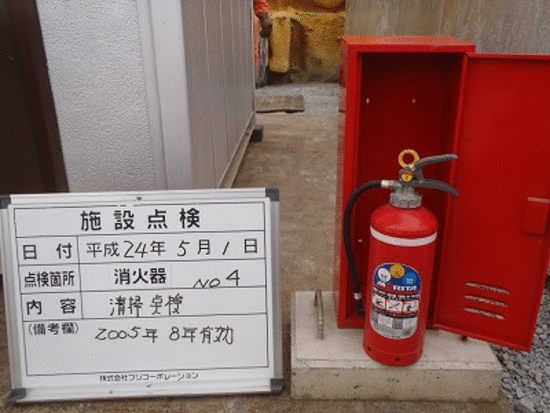 施設点検
日付 平成24年5月1日
点検箇所 消火器 No 4
内容 清掃 点検
(備考欄) 2005年 8年有効
株式会社フジコーポレーション